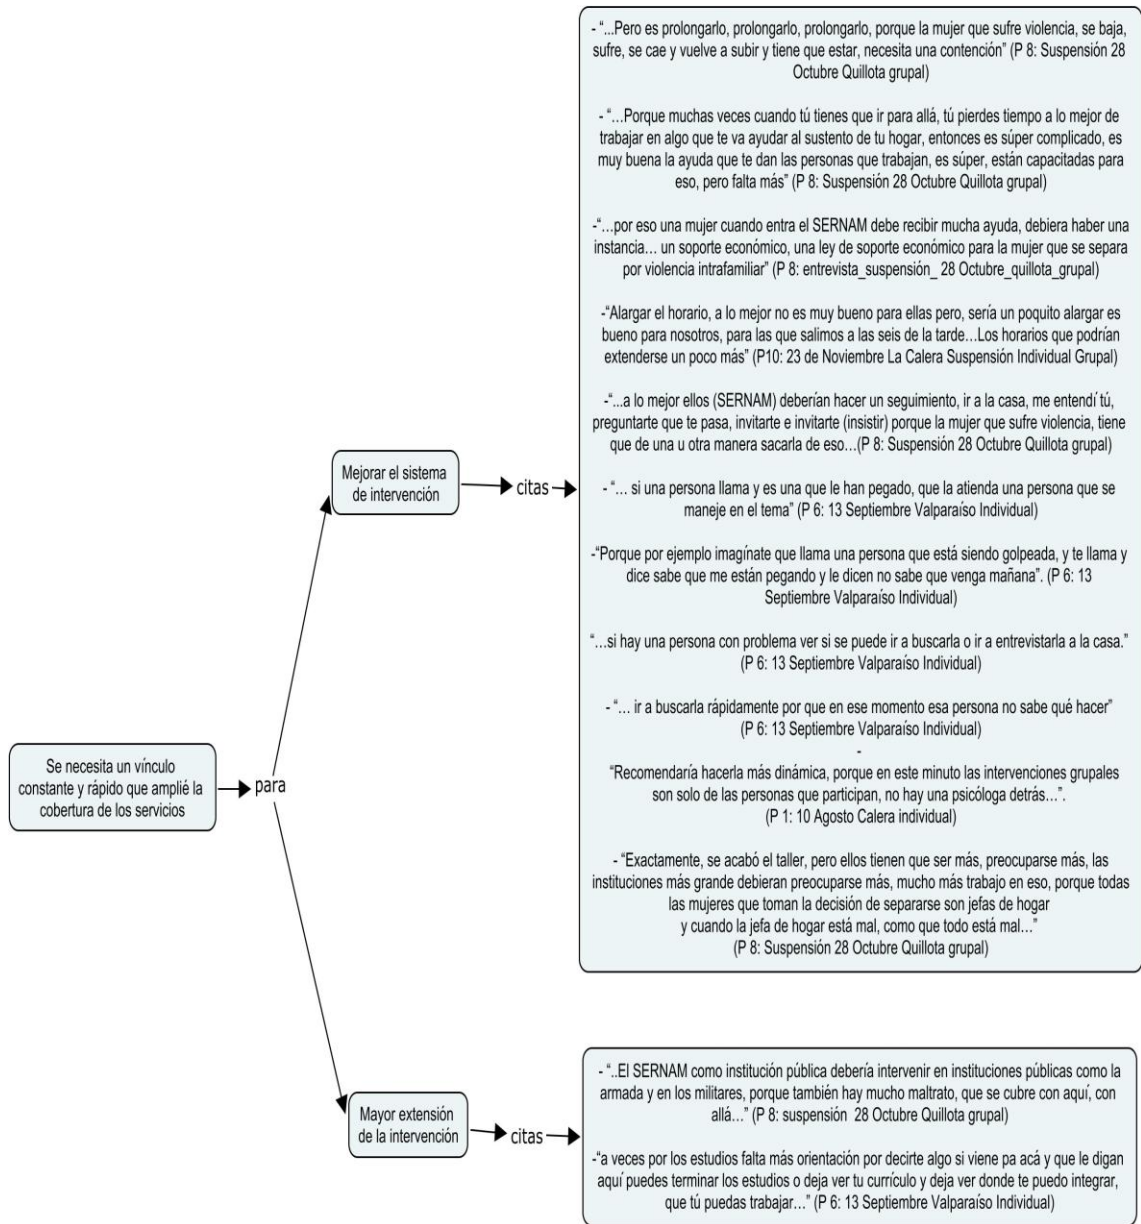 Se necesita un vínculo
constante y rápido que amplié la
cobertura de los servicios
para
Mejorar el sistema
de intervención
citas
- “...Pero es prolongarlo, prolongarlo, prolongarlo, porque la mujer que sufre violencia, se baja,
sufre, se cae y vuelve a subir y tiene que estar, necesita una contención” (P 8: Suspensión 28
Octubre Quillota grupal)
- “…Porque muchas veces cuando tú tienes que ir para allá, tú pierdes tiempo a lo mejor de
trabajar en algo que te va ayudar al sustento de tu hogar, entonces es súper complicado, es
muy buena la ayuda que te dan las personas que trabajan, es súper, están capacitadas para
eso, pero falta más” (P 8: Suspensión 28 Octubre Quillota grupal)
-“…por eso una mujer cuando entra el SERNAM debe recibir mucha ayuda, debiera haber una
instancia… un soporte económico, una ley de soporte económico para la mujer que se separa
por violencia intrafamiliar” (P 8: entrevista_suspensión_ 28 Octubre_quillota_grupal)
-“Alargar el horario, a lo mejor no es muy bueno para ellas pero, sería un poquito alargar es
bueno para nosotros, para las que salimos a las seis de la tarde…Los horarios que podrían
extenderse un poco más” (P10: 23 de Noviembre La Calera Suspensión Individual Grupal)
-“...a lo mejor ellos (SERNAM) deberían hacer un seguimiento, ir a la casa, me entendí tú,
preguntarte que te pasa, invitarte e invitarte (insistir) porque la mujer que sufre violencia, tiene
que de una u otra manera sacarla de eso…(P 8: Suspensión 28 Octubre Quillota grupal)
- “… si una persona llama y es una que le han pegado, que la atienda una persona que se
maneje en el tema” (P 6: 13 Septiembre Valparaíso Individual)
-“Porque por ejemplo imagínate que llama una persona que está siendo golpeada, y te llama y
dice sabe que me están pegando y le dicen no sabe que venga mañana”. (P 6: 13
Septiembre Valparaíso Individual)
“…si hay una persona con problema ver si se puede ir a buscarla o ir a entrevistarla a la casa.”
(P 6: 13 Septiembre Valparaíso Individual)
- “… ir a buscarla rápidamente por que en ese momento esa persona no sabe qué hacer”
(P 6: 13 Septiembre Valparaíso Individual)
-
“Recomendaría hacerla más dinámica, porque en este minuto las intervenciones grupales
son solo de las personas que participan, no hay una psicóloga detrás…”.
(P 1: 10 Agosto Calera individual)
- “Exactamente, se acabó el taller, pero ellos tienen que ser más, preocuparse más, las
instituciones más grande debieran preocuparse más, mucho más trabajo en eso, porque todas
las mujeres que toman la decisión de separarse son jefas de hogar
y cuando la jefa de hogar está mal, como que todo está mal…”
(P 8: Suspensión 28 Octubre Quillota grupal)
Mayor extensión
de la intervención
citas
- “..El SERNAM como institución pública debería intervenir en instituciones públicas como la
armada y en los militares, porque también hay mucho maltrato, que se cubre con aquí, con
allá…” (P 8: suspensión 28 Octubre Quillota grupal)
-“a veces por los estudios falta más orientación por decirte algo si viene pa acá y que le digan
aquí puedes terminar los estudios o deja ver tu currículo y deja ver donde te puedo integrar,
que tú puedas trabajar…” (P 6: 13 Septiembre Valparaíso Individual)